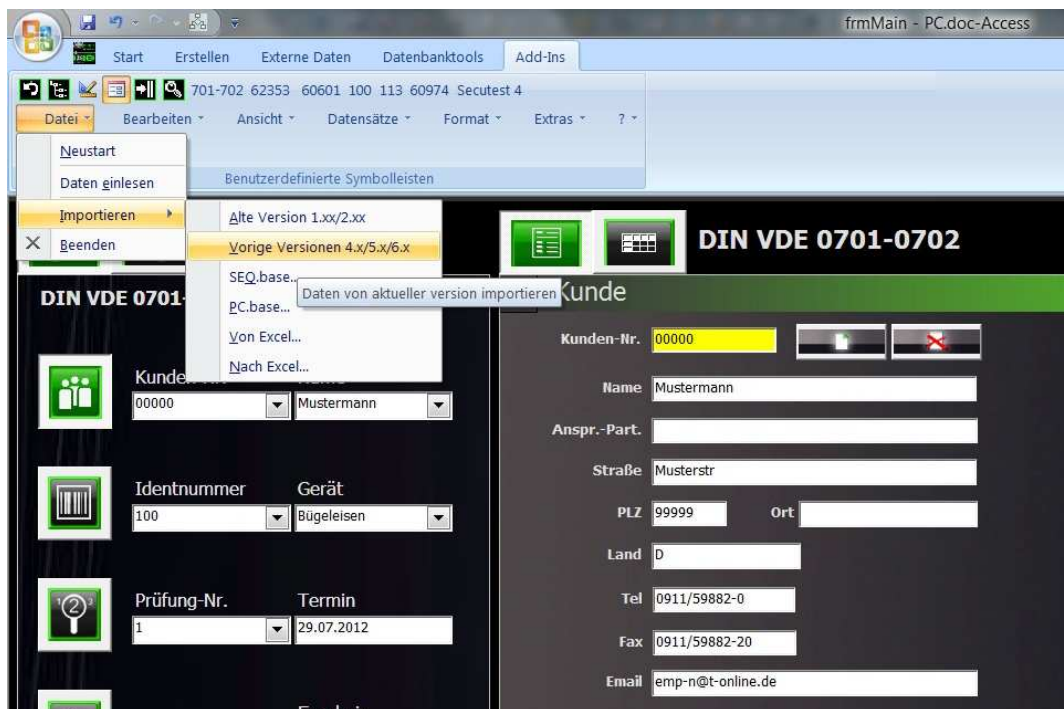 frmMain - PC.doc-Access
Start Erstellen Externe Daten Datenbanktools Add-Ins
701-702 62353 60601 100 113 60974 Secutest 4
Datei Bearbeiten Ansicht Datensätze Format Extras ?
Neustart
Daten einlesen
Benutzerdefinierte Symbolleisten
Importieren
Beenden
Alte Version 1.xx/2.xx
Vorige Versionen 4.x/5.x/6.x
SEQ.base...
Daten von aktueller version importieren
PC.base...
Von Excel...
Nach Excel...
DIN VDE 0701-0702
DIN VDE 0701-
Kunde
Kunden-Nr. 00000
Name Mustermann
Anspr.-Part.
Straße Musterstr
PLZ 99999 Ort
Land D
Tel 0911/59882-0
Fax 0911/59882-20
Email emp-n@t-online.de
00000 Mustermann
Identnummer Gerät
100 Bügeleisen
Prüfung-Nr. Termin
1 29.07.2012